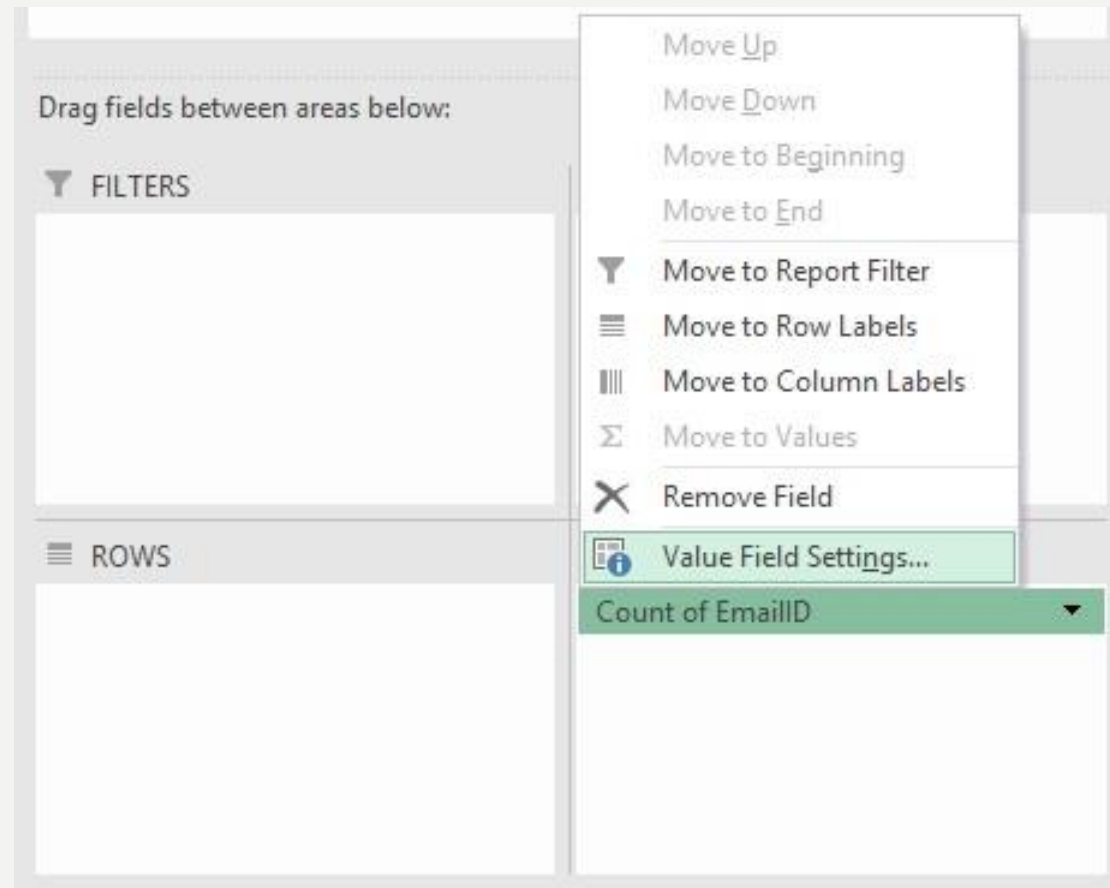 Drag fields between areas below:
FILTERS
Move Up
Move Down
Move to Beginning
Move to End
Move to Report Filter
Move to Row Labels
Move to Column Labels
Σ Move to Values
Remove Field
Value Field Settings...
ROWS
Count of EmailID